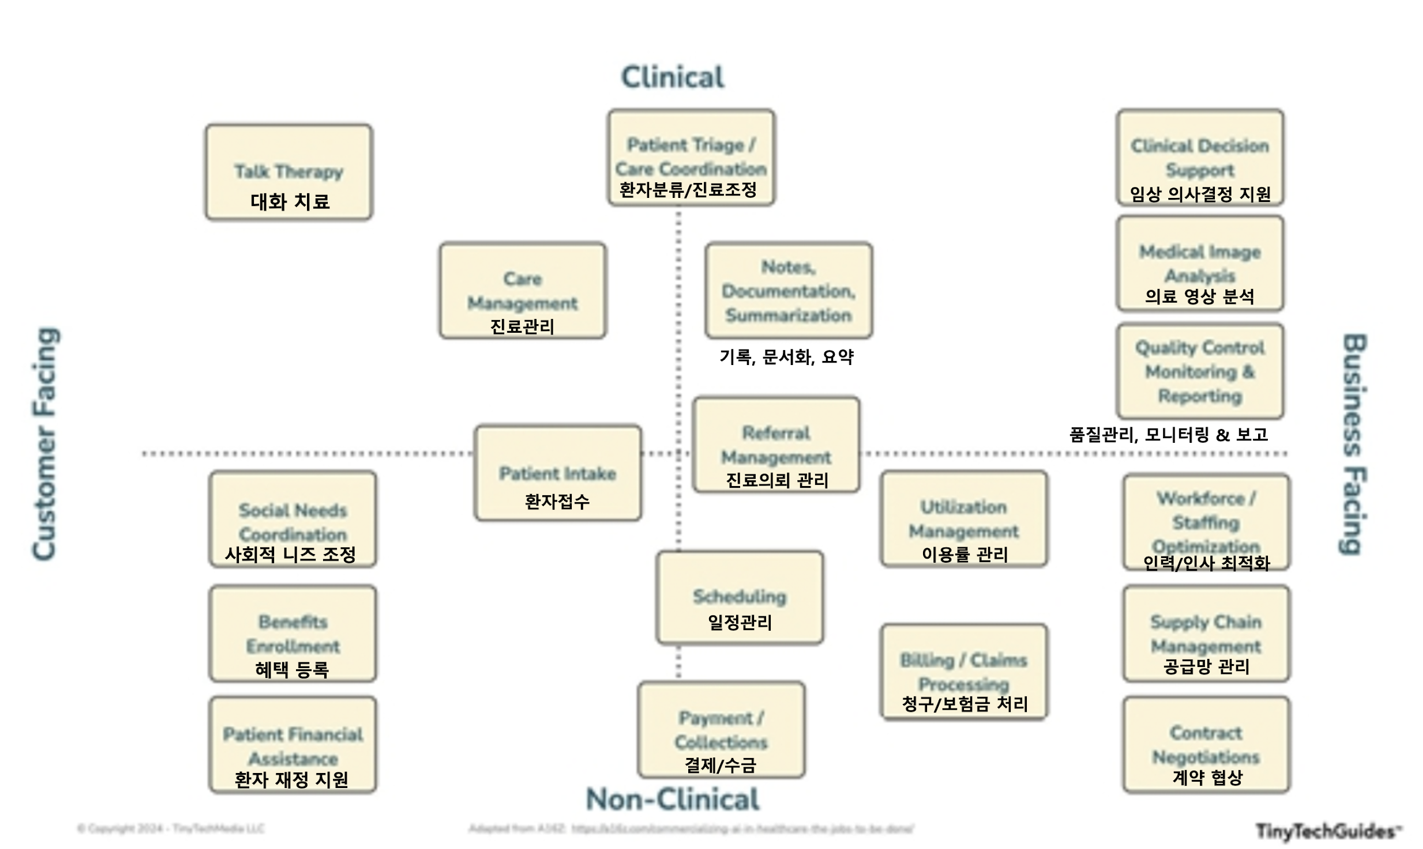 Clinical
Talk Therapy
대화 치료
Patient Triage /
Care Coordination
환자분류/진료조정
Clinical Decision
Support
임상 의사결정 지원
Care
Management
진료관리
Notes,
Documentation,
Summarization
기록, 문서화, 요약
Medical Image
Analysis
의료 영상 분석
Quality Control
Monitoring &
Reporting
품질관리, 모니터링 & 보고
Customer Facing
Business Facing
Patient Intake
환자접수
Referral
Management
진료의뢰 관리
Social Needs
Coordination
사회적 니즈 조정
Utilization
Management
이용률 관리
Workforce /
Staffing
Optimization
인력/인사 최적화
Scheduling
일정관리
Benefits
Enrollment
혜택 등록
Supply Chain
Management
공급망 관리
Billing / Claims
Processing
청구/보험금 처리
Patient Financial
Assistance
환자 재정 지원
Payment /
Collections
결제/수금
Contract
Negotiations
계약 협상
Non-Clinical
© Copyright 2024 - TinyTechMedia LLC
Adapted from A16Z: https://a16z.com/commercializing-ai-in-healthcare-the-jobs-to-be-done/
TinyTechGuides™